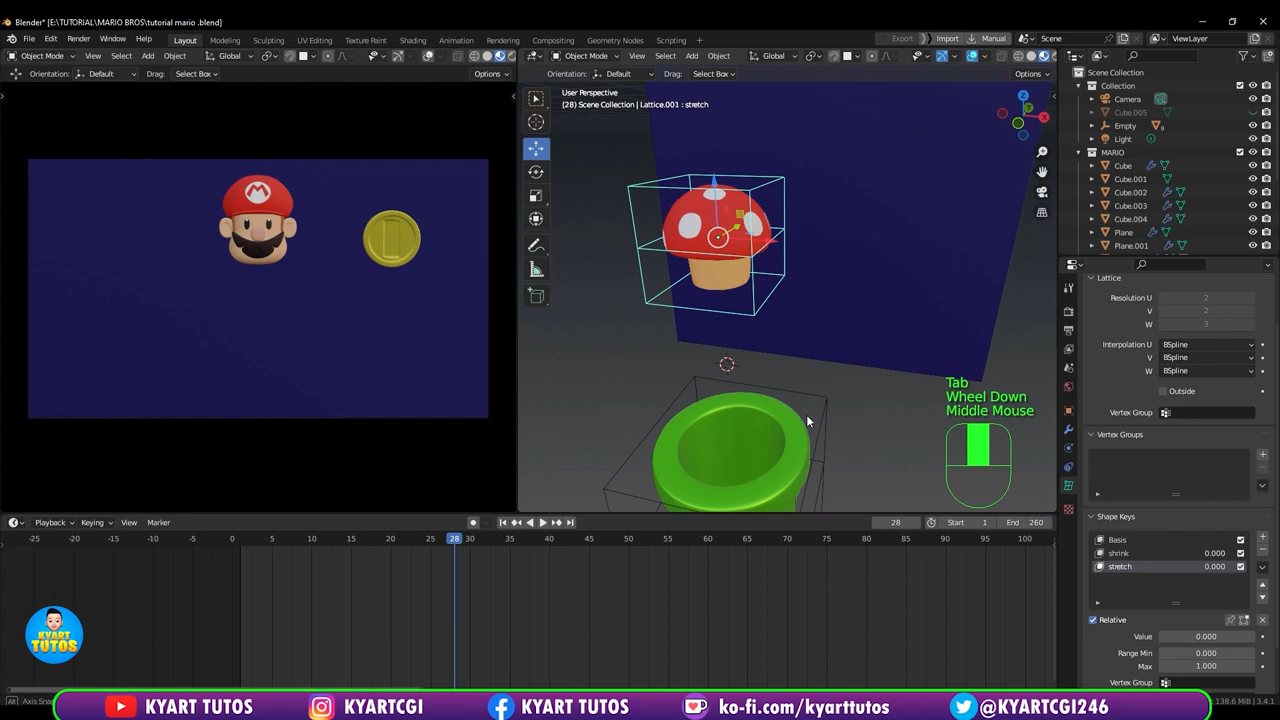 Blender* [E:\TUTORIAL\MARIO BROS\tutorial mario .blend]
File Edit Render Window Help Layout Modeling Sculpting UV Editing Texture Paint Shading Animation Rendering Compositing Geometry Nodes Scripting Export Import Manual Scene ViewLayer
Object Mode View Select Add Object Global
Object Mode View Select Add Object Global
Orientation: Default Drag: Select Box Options
Orientation: Default Drag: Select Box Options
User Perspective
(28) Scene Collection | Lattice.001 : stretch
Z
X
Y
M
Scene Collection
Collection
Camera
Cube.005
Empty 9
Light
MARIO
Cube
Cube.001
Cube.002
Cube.003
Cube.004
Plane
Plane.001
Lattice
Resolution U 2
V 2
W 3
Interpolation U BSpline
V BSpline
W BSpline
Outside
Vertex Group
Vertex Groups
Shape Keys
Basis
shrink 0.000
stretch 0.000
Relative
Value 0.000
Range Min 0.000
Max 1.000
Vertex Group
Tab
Wheel Down
Middle Mouse
Playback Keying View Marker 28 Start 1 End 260
-25 -20 -15 -10 -5 0 5 10 15 20 25 28 30 35 40 45 50 55 60 65 70 75 80 85 90 95 100
KYART
TUTOS
KYART TUTOS KYARTCGI KYART TUTOS ko-fi.com/kyarttutos @KYARTCGI246
138.6 MiB | 3.4.1